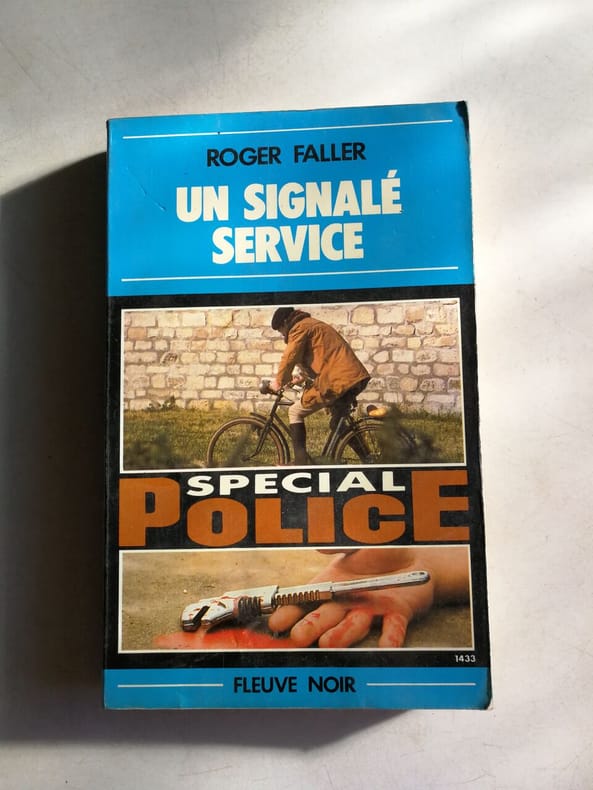 ROGER FALLER
UN SIGNALÉ
SERVICE
SPECIAL
POLICE
1433
FLEUVE NOIR